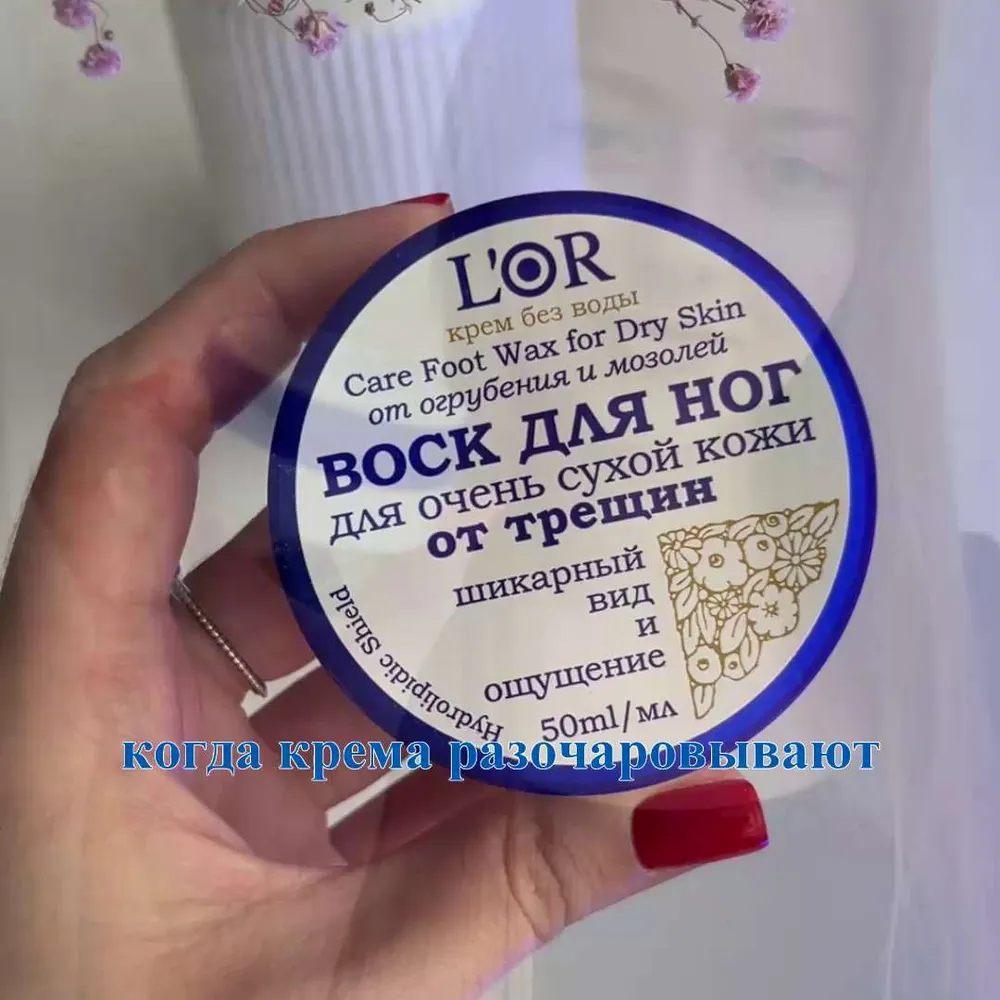 L'OR
крем без воды
Care Foot Wax for Dry Skin
от огрубения и мозолей
ВОСК ДЛЯ НОГ
для очень сухой кожи
от трещин
шикарный
вид
и
ощущение
50ml/мл
Hydrolipidic Shield
когда крема разочаровывают